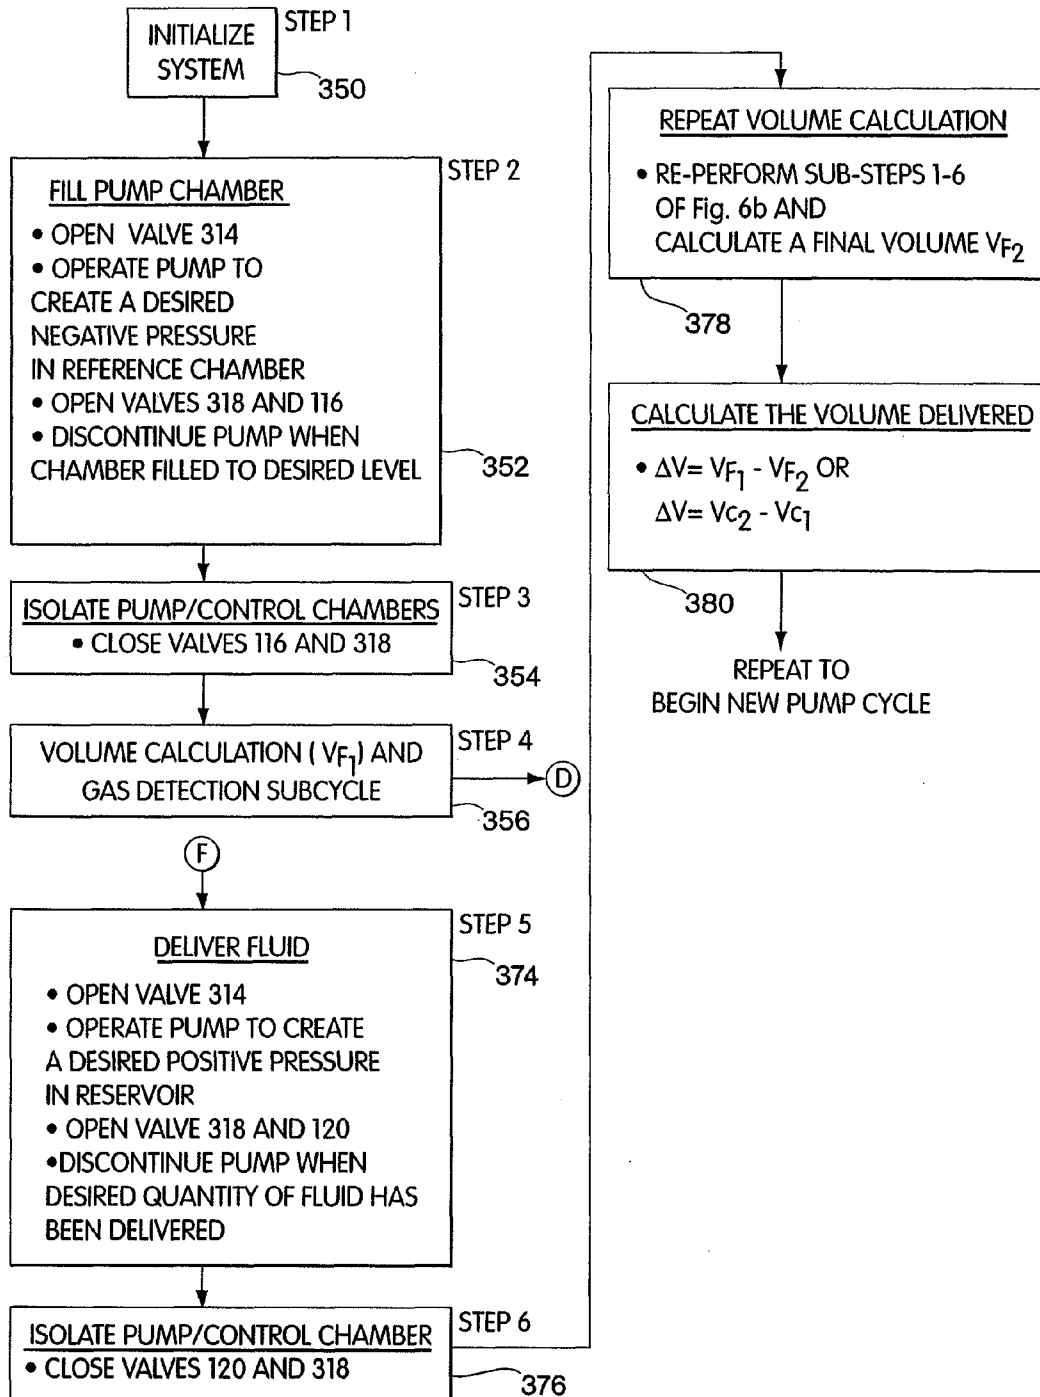 INITIALIZE
SYSTEM
STEP 1
350
FILL PUMP CHAMBER
STEP 2
• OPEN VALVE 314
• OPERATE PUMP TO
CREATE A DESIRED
NEGATIVE PRESSURE
IN REFERENCE CHAMBER
• OPEN VALVES 318 AND 116
• DISCONTINUE PUMP WHEN
CHAMBER FILLED TO DESIRED LEVEL
352
ISOLATE PUMP/CONTROL CHAMBERS
STEP 3
• CLOSE VALVES 116 AND 318
354
VOLUME CALCULATION ( VF1) AND
GAS DETECTION SUBCYCLE
STEP 4
356
D
F
STEP 5
DELIVER FLUID
374
• OPEN VALVE 314
• OPERATE PUMP TO CREATE
A DESIRED POSITIVE PRESSURE
IN RESERVOIR
• OPEN VALVE 318 AND 120
•DISCONTINUE PUMP WHEN
DESIRED QUANTITY OF FLUID HAS
BEEN DELIVERED
ISOLATE PUMP/CONTROL CHAMBER
STEP 6
• CLOSE VALVES 120 AND 318
376
REPEAT VOLUME CALCULATION
• RE-PERFORM SUB-STEPS 1-6
OF Fig. 6b AND
CALCULATE A FINAL VOLUME VF2
378
CALCULATE THE VOLUME DELIVERED
• ΔV= VF1 - VF2 OR
ΔV= Vc2 - Vc1
380
REPEAT TO
BEGIN NEW PUMP CYCLE